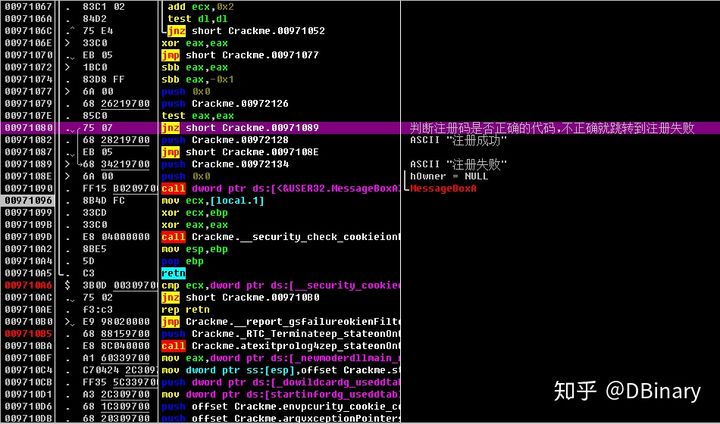 00971067 . 83C1 02 add ecx,0x2
0097106A . 84D2 test dl,dl
0097106C .^ 75 E4 jnz short Crackme.00971052
0097106E > 33C0 xor eax,eax
00971070 .v EB 05 jmp short Crackme.00971077
00971072 > 1BC0 sbb eax,eax
00971074 . 83D8 FF sbb eax,-0x1
00971077 > 6A 00 push 0x0
00971079 . 68 26219700 push Crackme.00972126
0097107E . 85C0 test eax,eax
00971080 .v 75 07 jnz short Crackme.00971089 判断注册码是否正确的代码,不正确就跳转到注册失败
00971082 . 68 28219700 push Crackme.00972128 ASCII "注册成功"
00971087 .v EB 05 jmp short Crackme.0097108E
00971089 > 68 34219700 push Crackme.00972134 ASCII "注册失败"
0097108E > 6A 00 push 0x0 hOwner = NULL
00971090 . FF15 B0209700 call dword ptr ds:[<&USER32.MessageBoxA> MessageBoxA
00971096 . 8B4D FC mov ecx,[local.1]
00971099 . 33CD xor ecx,ebp
0097109B . 33C0 xor eax,eax
0097109D . E8 04000000 call Crackme.__security_check_cookieionE
009710A2 . 8BE5 mov esp,ebp
009710A4 . 5D pop ebp
009710A5 . C3 retn
009710A6 $ 3B0D 00309700 cmp ecx,dword ptr ds:[__security_cookie
009710AC . 75 02 jnz short Crackme.009710B0
009710AE . F3:C3 rep retn
009710B0 >v E9 98020000 jmp Crackme.__report_gsfailureokienFilte
009710B5 . 68 88159700 push Crackme._RTC_Terminateep_stateonOnt
009710BA . E8 8C040000 call Crackme.atexitprolog4zep_stateonOnt
009710BF . A1 60339700 mov eax,dword ptr ds:[_newmoderdllmain_
009710C4 . C70424 2C309 mov dword ptr ss:[esp],offset Crackme.st
009710CB . FF35 5C339700 push dword ptr ds:[_dowildcardg_useddtab
009710D1 . A3 2C309700 mov dword ptr ds:[startinfordg_useddtabl
009710D6 . 68 1C309700 push offset Crackme.envpcurity_cookie_co
009710DB . 68 20309700 push offset Crackme.argvxceptionPointers
知乎 @DBinary